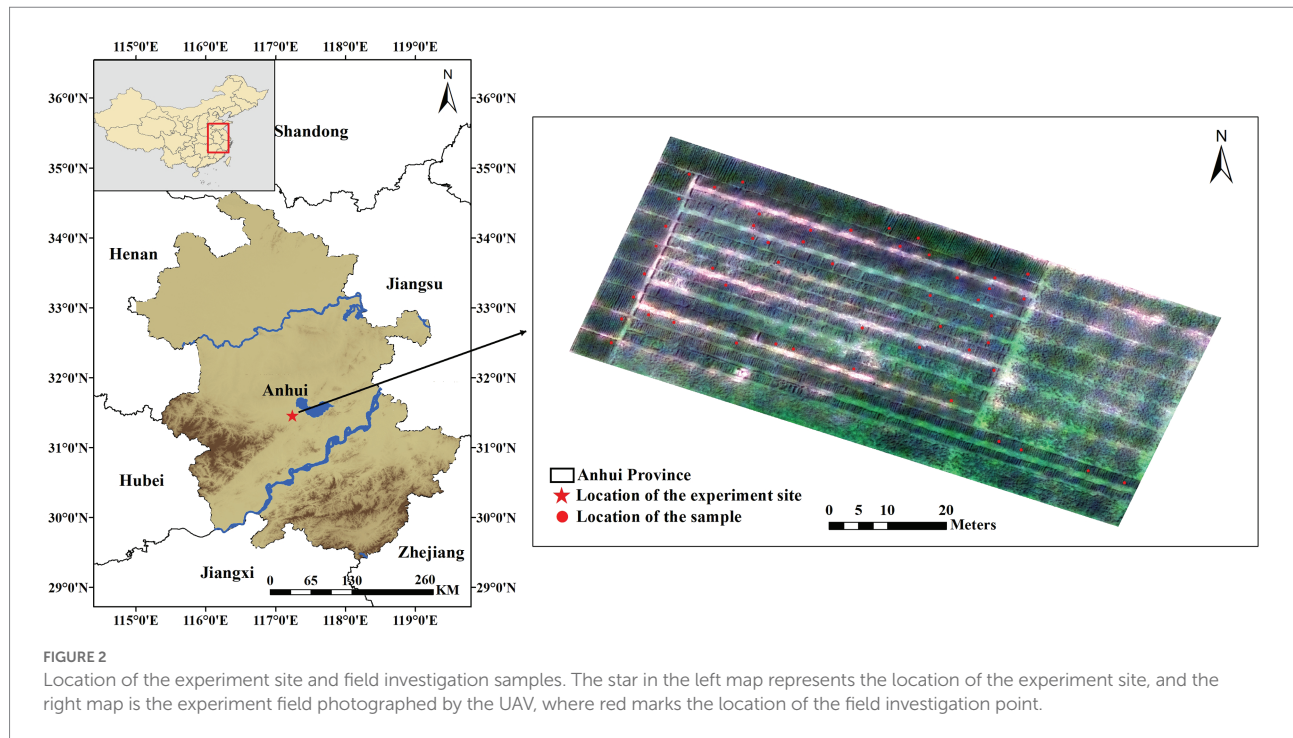 115°0'E 116°0'E 117°0'E 118°0'E 119°0'E
N
36°0'N
35°0'N
34°0'N
33°0'N
32°0'N
31°0'N
30°0'N
29°0'N
Shandong
Henan
Jiangsu
Anhui
Hubei
Zhejiang
Jiangxi
0 65 130 260
KM
36°0'N
35°0'N
34°0'N
33°0'N
32°0'N
31°0'N
30°0'N
29°0'N
115°0'E 116°0'E 117°0'E 118°0'E 119°0'E
N
Anhui Province
Location of the experiment site
Location of the sample
0 5 10 20
Meters
FIGURE 2
Location of the experiment site and field investigation samples. The star in the left map represents the location of the experiment site, and the
right map is the experiment field photographed by the UAV, where red marks the location of the field investigation point.